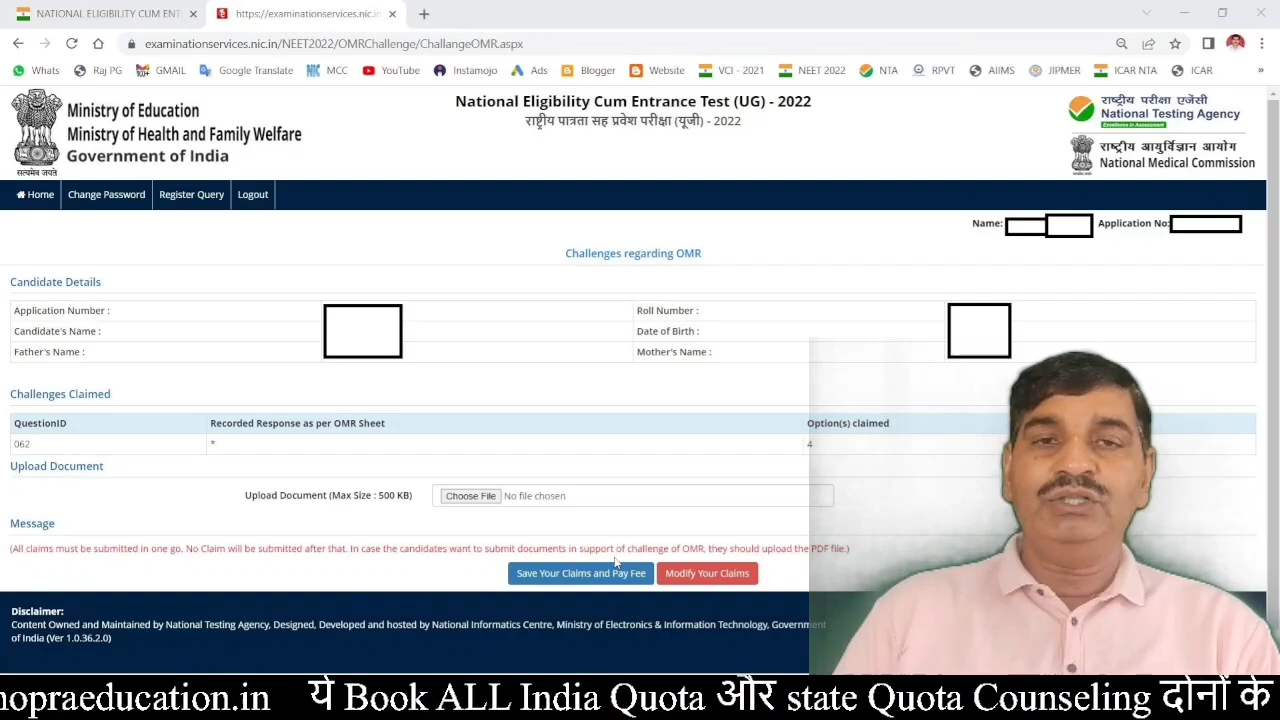 NATIONAL ELIGIBILITY CUM ENT
https://examinationservices.nic.in
examinationservices.nic.in/NEET2022/OMRChallenge/ChallangeOMR.aspx
Whats Raj PG GMAIL Google Translate MCC YouTube Instamojo Ads Blogger Website VCI - 2021 NEET 2022 NTA RPVT AIIMS JIPMER ICAR NTA ICAR »
Ministry of Education
Ministry of Health and Family Welfare
Government of India
सत्यमेव जयते
National Eligibility Cum Entrance Test (UG) - 2022
राष्ट्रीय पात्रता सह प्रवेश परीक्षा (यूजी) - 2022
राष्ट्रीय परीक्षा एजेंसी
National Testing Agency
Excellence in Assessment
राष्ट्रीय आयुर्विज्ञान आयोग
National Medical Commission
Home Change Password Register Query Logout
Name: Application No:
Challenges regarding OMR
Candidate Details
Application Number : Roll Number :
Candidate's Name : Date of Birth :
Father's Name : Mother's Name :
Challenges Claimed
QuestionID Recorded Response as per OMR Sheet Option(s) claimed
062 * 4
Upload Document
Upload Document (Max Size : 500 KB) Choose File No file chosen
Message
(All claims must be submitted in one go. No Claim will be submitted after that. In case the candidates want to submit documents in support of challenge of OMR, they should upload the PDF file.)
Save Your Claims and Pay Fee Modify Your Claims
Disclaimer:
Content Owned and Maintained by National Testing Agency, Designed, Developed and hosted by National Informatics Centre, Ministry of Electronics & Information Technology, Government
of India (Ver 1.0.36.2.0)
hopraeducation.in ये Book ALL India Quota और state Quota Counseling दोनों के